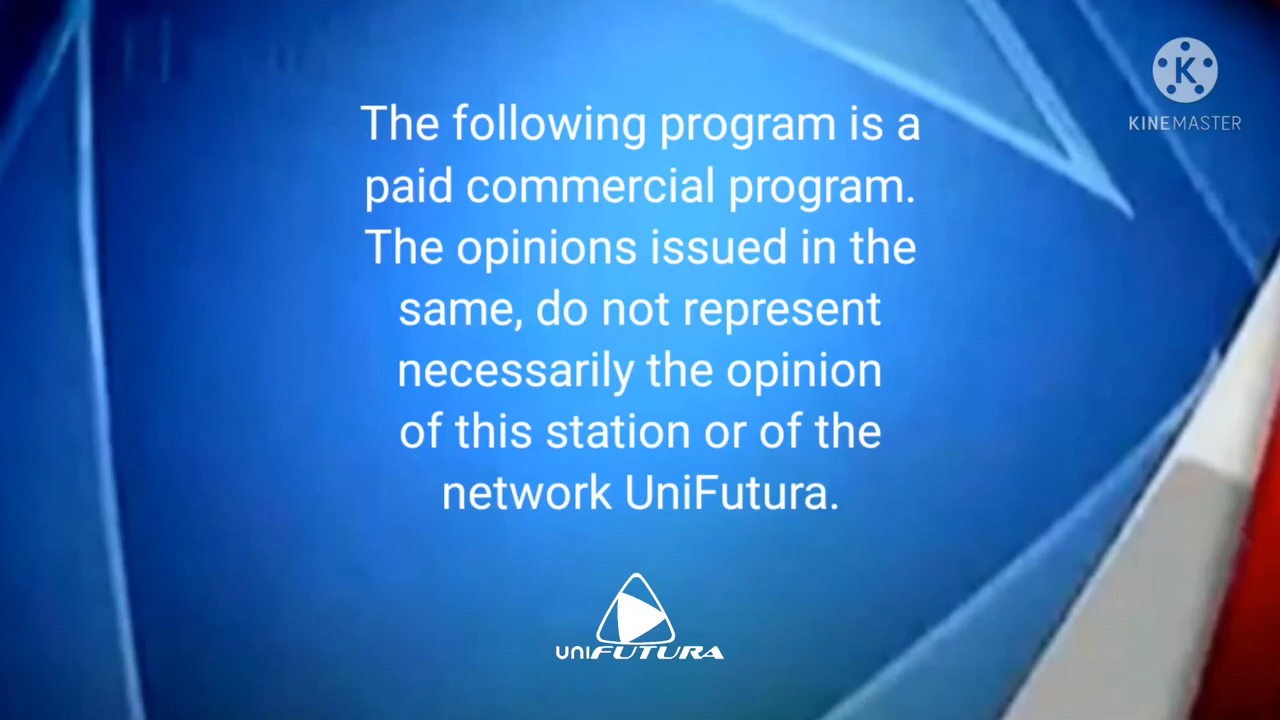 The following program is a
paid commercial program.
The opinions issued in the
same, do not represent
necessarily the opinion
of this station or of the
network UniFutura.
KINEMASTER
UNIFUTURA